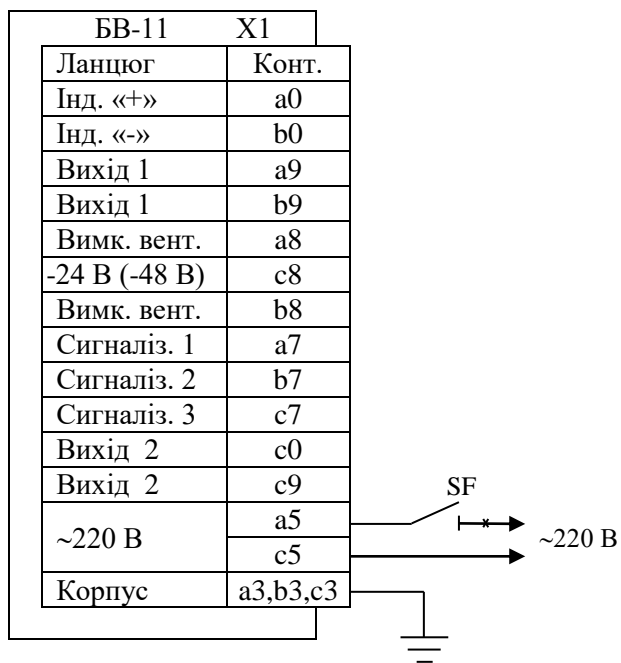 БВ-11 X1
Ланцюг Конт.
Інд. «+» a0
Інд. «-» b0
Вихід 1 a9
Вихід 1 b9
Вимк. вент. a8
-24 В (-48 В) c8
Вимк. вент. b8
Сигналіз. 1 a7
Сигналіз. 2 b7
Сигналіз. 3 c7
Вихід 2 c0
Вихід 2 c9
SF
~220 В a5
c5
~220 В
Корпус a3,b3,c3